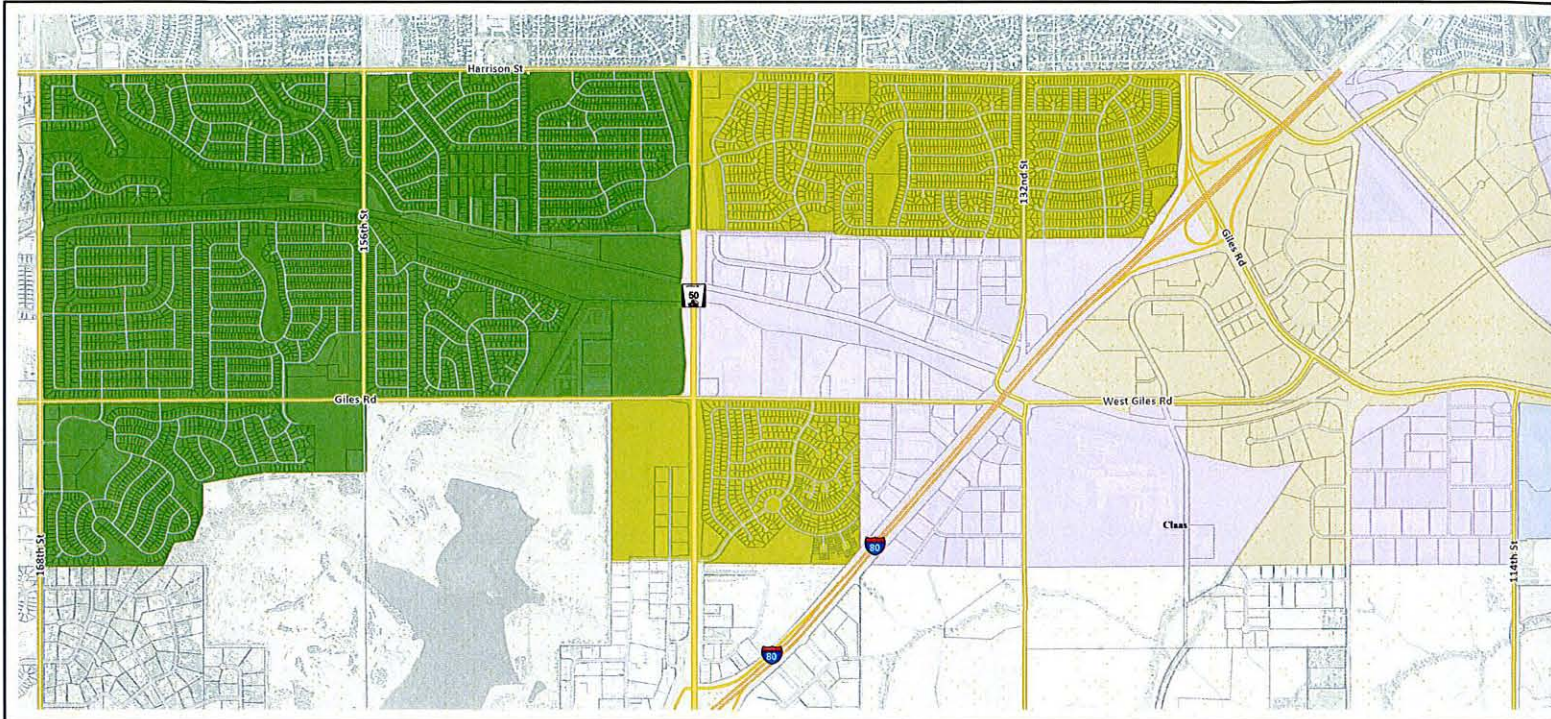 Harrison St
156th St
132nd St
Giles Rd
50
Giles Rd
West Giles Rd
168th St
Claas
80
114th St
80